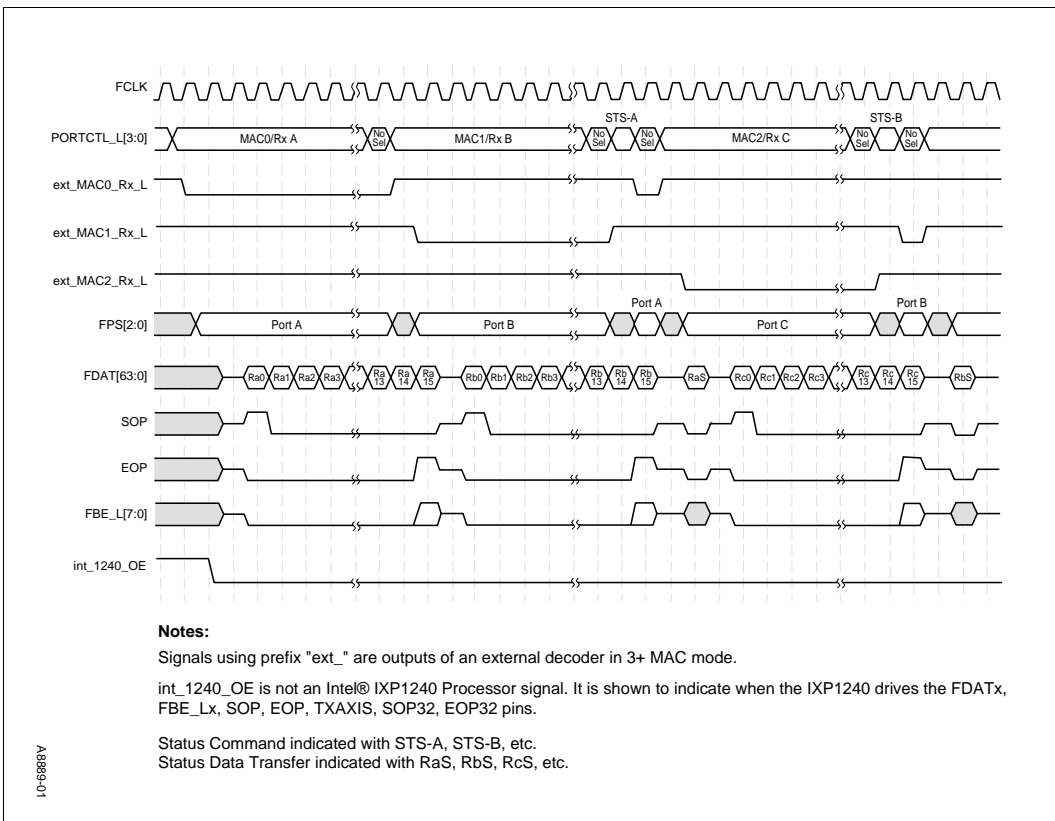 FCLK
PORTCTL_L[3:0]
MAC0/Rx A
No
Sel
MAC1/Rx B
STS-A
No
Sel
No
Sel
MAC2/Rx C
STS-B
No
Sel
No
Sel
ext_MAC0_Rx_L
ext_MAC1_Rx_L
ext_MAC2_Rx_L
FPS[2:0]
Port A
Port B
Port A
Port C
Port B
FDAT[63:0]
Ra0 Ra1 Ra2 Ra3
Ra
13
Ra
14
Ra
15
Rb0 Rb1 Rb2 Rb3
Rb
13
Rb
14
Rb
15
RaS
Rc0 Rc1 Rc2 Rc3
Rc
13
Rc
14
Rc
15
RbS
SOP
EOP
FBE_L[7:0]
int_1240_OE
Notes:
Signals using prefix "ext_" are outputs of an external decoder in 3+ MAC mode.
int_1240_OE is not an Intel® IXP1240 Processor signal. It is shown to indicate when the IXP1240 drives the FDATx,
FBE_Lx, SOP, EOP, TXAXIS, SOP32, EOP32 pins.
Status Command indicated with STS-A, STS-B, etc.
Status Data Transfer indicated with RaS, RbS, RcS, etc.
A8889-01